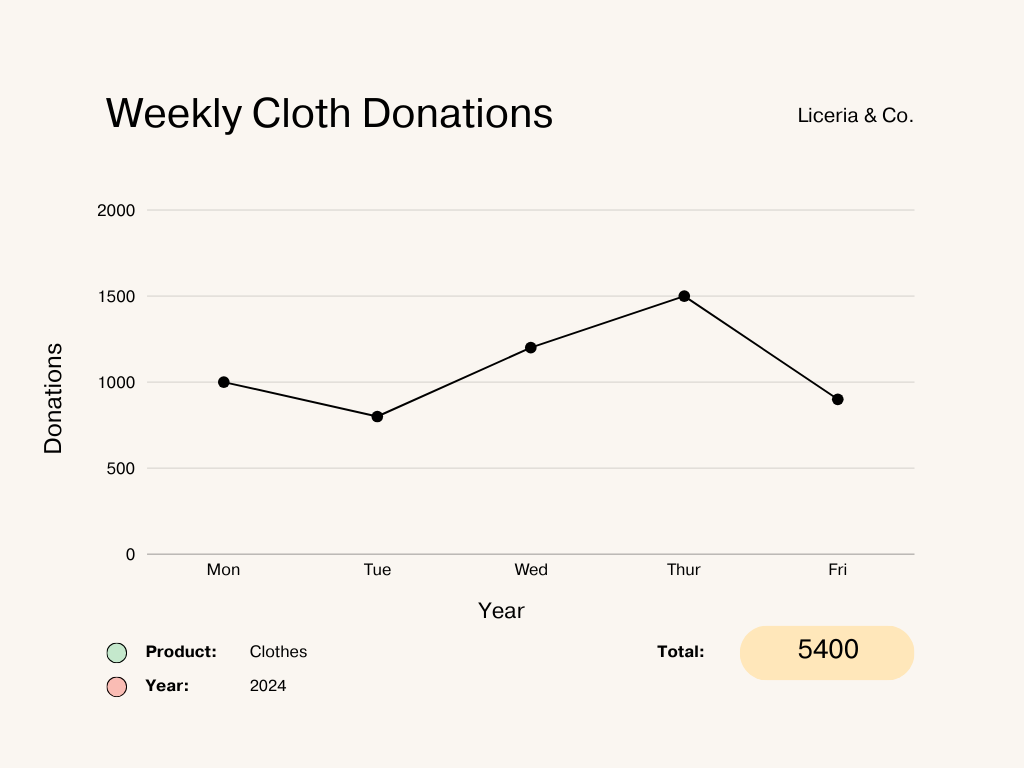 Weekly Cloth Donations
Liceria & Co.
2000
1500
1000
500
0
Donations
Mon Tue Wed Thur Fri
Year
Product: Clothes
Total: 5400
Year: 2024